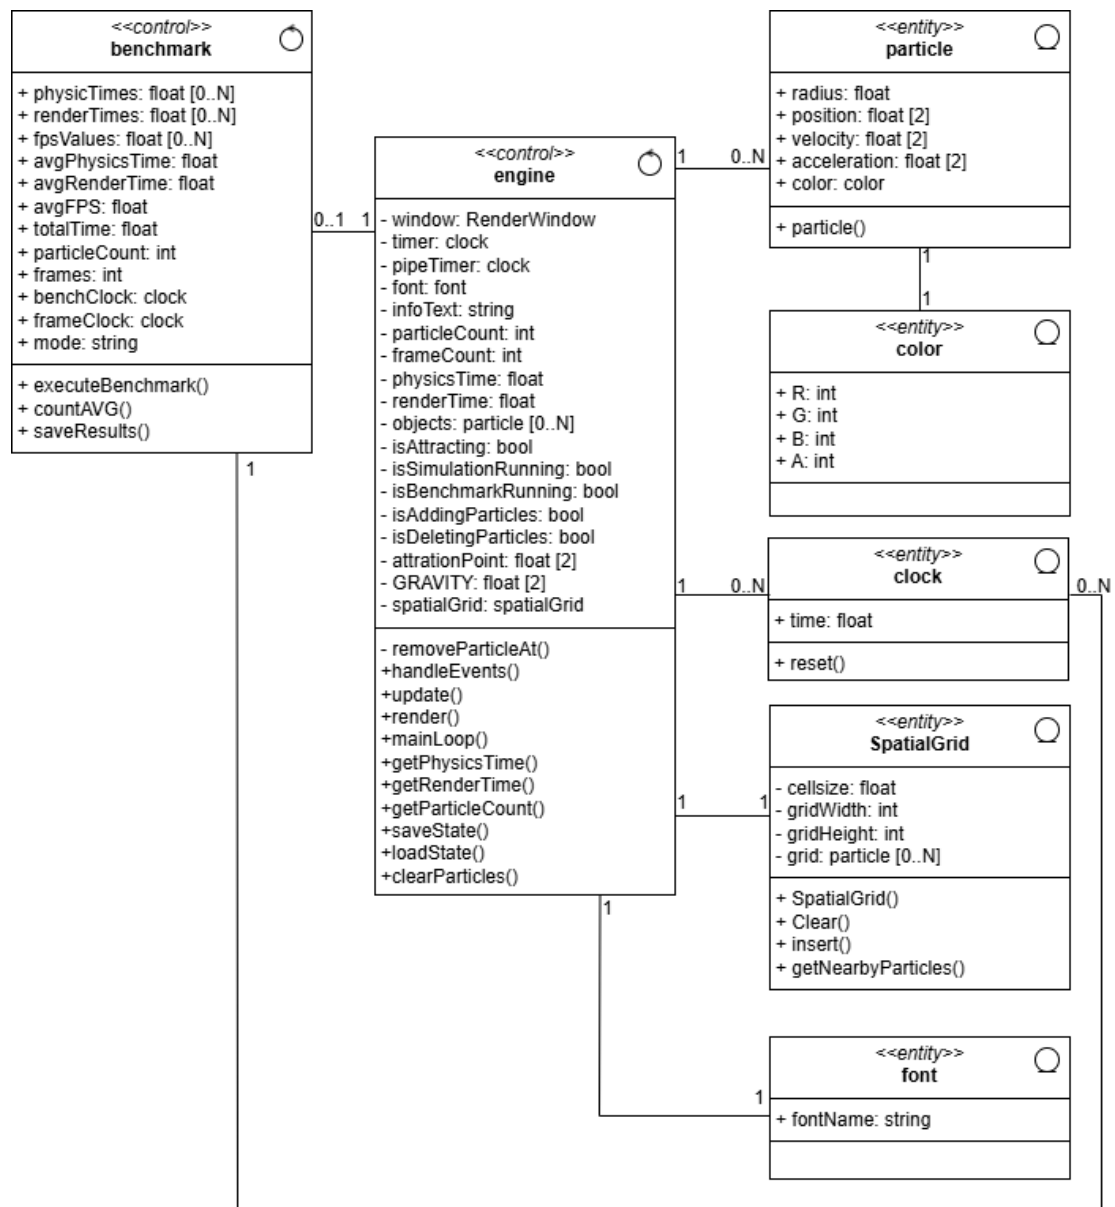 <<control>>
benchmark
+ physicTimes: float [0..N]
+ renderTimes: float [0..N]
+ fpsValues: float [0..N]
+ avgPhysicsTime: float
+ avgRenderTime: float
+ avgFPS: float
+ totalTime: float
+ particleCount: int
+ frames: int
+ benchClock: clock
+ frameClock: clock
+ mode: string
+ executeBenchmark()
+ countAVG()
+ saveResults()
0..1
1
1
<<control>>
engine
- window: RenderWindow
- timer: clock
- pipeTimer: clock
- font: font
- infoText: string
- particleCount: int
- frameCount: int
- physicsTime: float
- renderTime: float
- objects: particle [0..N]
- isAttracting: bool
- isSimulationRunning: bool
- isBenchmarkRunning: bool
- isAddingParticles: bool
- isDeletingParticles: bool
- attrationPoint: float [2]
- GRAVITY: float [2]
- spatialGrid: spatialGrid
- removeParticleAt()
+handleEvents()
+update()
+render()
+mainLoop()
+getPhysicsTime()
+getRenderTime()
+getParticleCount()
+saveState()
+loadState()
+clearParticles()
1
0..N
<<entity>>
particle
+ radius: float
+ position: float [2]
+ velocity: float [2]
+ acceleration: float [2]
+ color: color
+ particle()
1
1
<<entity>>
color
+ R: int
+ G: int
+ B: int
+ A: int
1
0..N
<<entity>>
clock
+ time: float
+ reset()
0..N
1
1
<<entity>>
SpatialGrid
- cellsize: float
- gridWidth: int
- gridHeight: int
- grid: particle [0..N]
+ SpatialGrid()
+ Clear()
+ insert()
+ getNearbyParticles()
1
1
<<entity>>
font
+ fontName: string